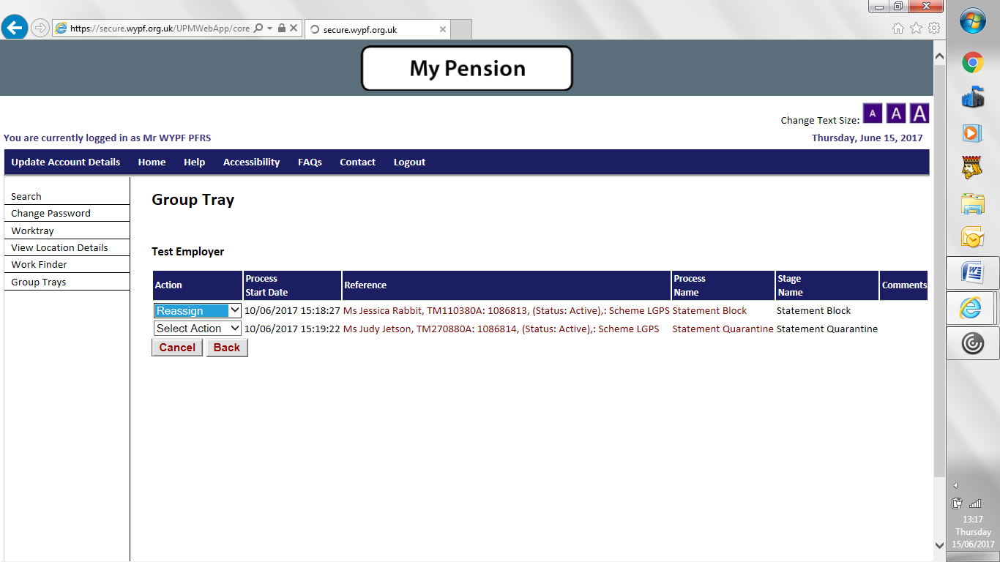 https://secure.wypf.org.uk/UPMWebApp/core
secure.wypf.org.uk
My Pension
Change Text Size: A A A
You are currently logged in as Mr WYPF PFRS
Thursday, June 15, 2017
Update Account Details Home Help Accessibility FAQs Contact Logout
Search
Change Password
Worktray
View Location Details
Work Finder
Group Trays
Group Tray
Test Employer
Action Process Start Date Reference Process Name Stage Name Comments
Reassign 10/06/2017 15:18:27 Ms Jessica Rabbit, TM110380A: 1086813, (Status: Active),: Scheme LGPS Statement Block Statement Block
Select Action 10/06/2017 15:19:22 Ms Judy Jetson, TM270880A: 1086814, (Status: Active),: Scheme LGPS Statement Quarantine Statement Quarantine
Cancel Back
13:17
Thursday
15/06/2017